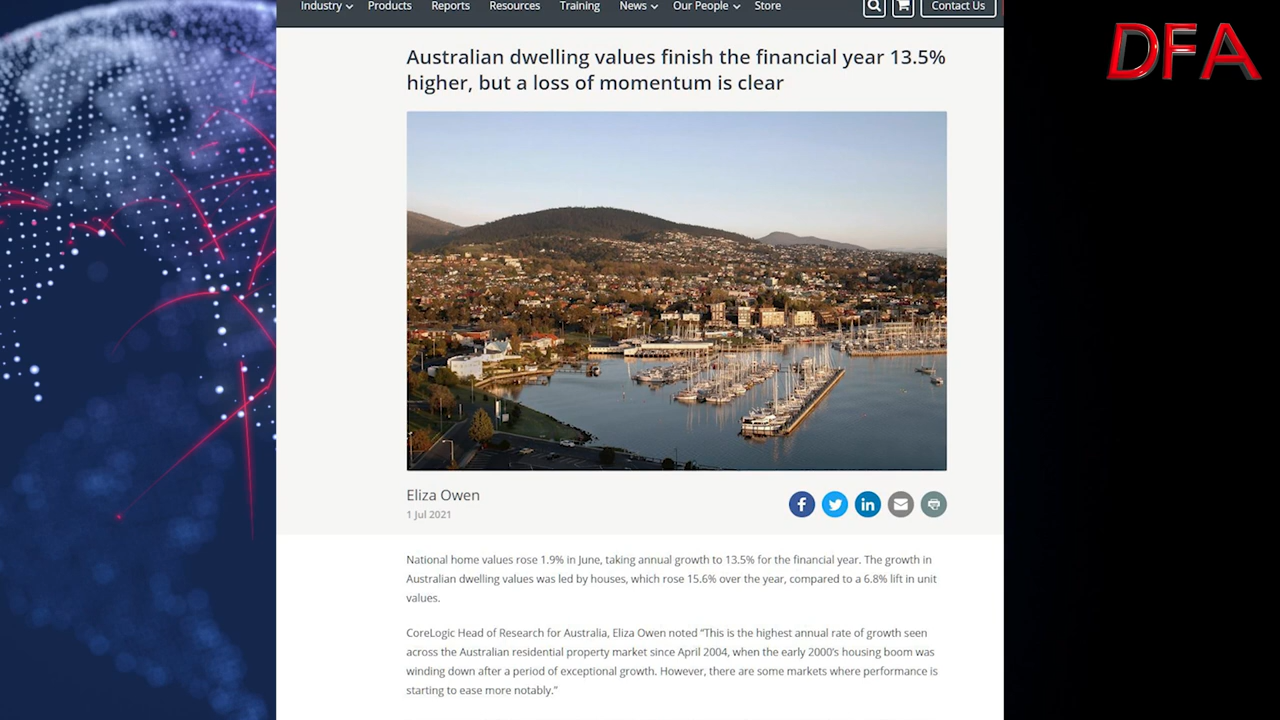 Industry Products Reports Resources Training News Our People Store Contact Us
DFA
Australian dwelling values finish the financial year 13.5%
higher, but a loss of momentum is clear
Eliza Owen
1 Jul 2021
National home values rose 1.9% in June, taking annual growth to 13.5% for the financial year. The growth in
Australian dwelling values was led by houses, which rose 15.6% over the year, compared to a 6.8% lift in unit
values.
CoreLogic Head of Research for Australia, Eliza Owen noted “This is the highest annual rate of growth seen
across the Australian residential property market since April 2004, when the early 2000’s housing boom was
winding down after a period of exceptional growth. However, there are some markets where performance is
starting to ease more notably.”